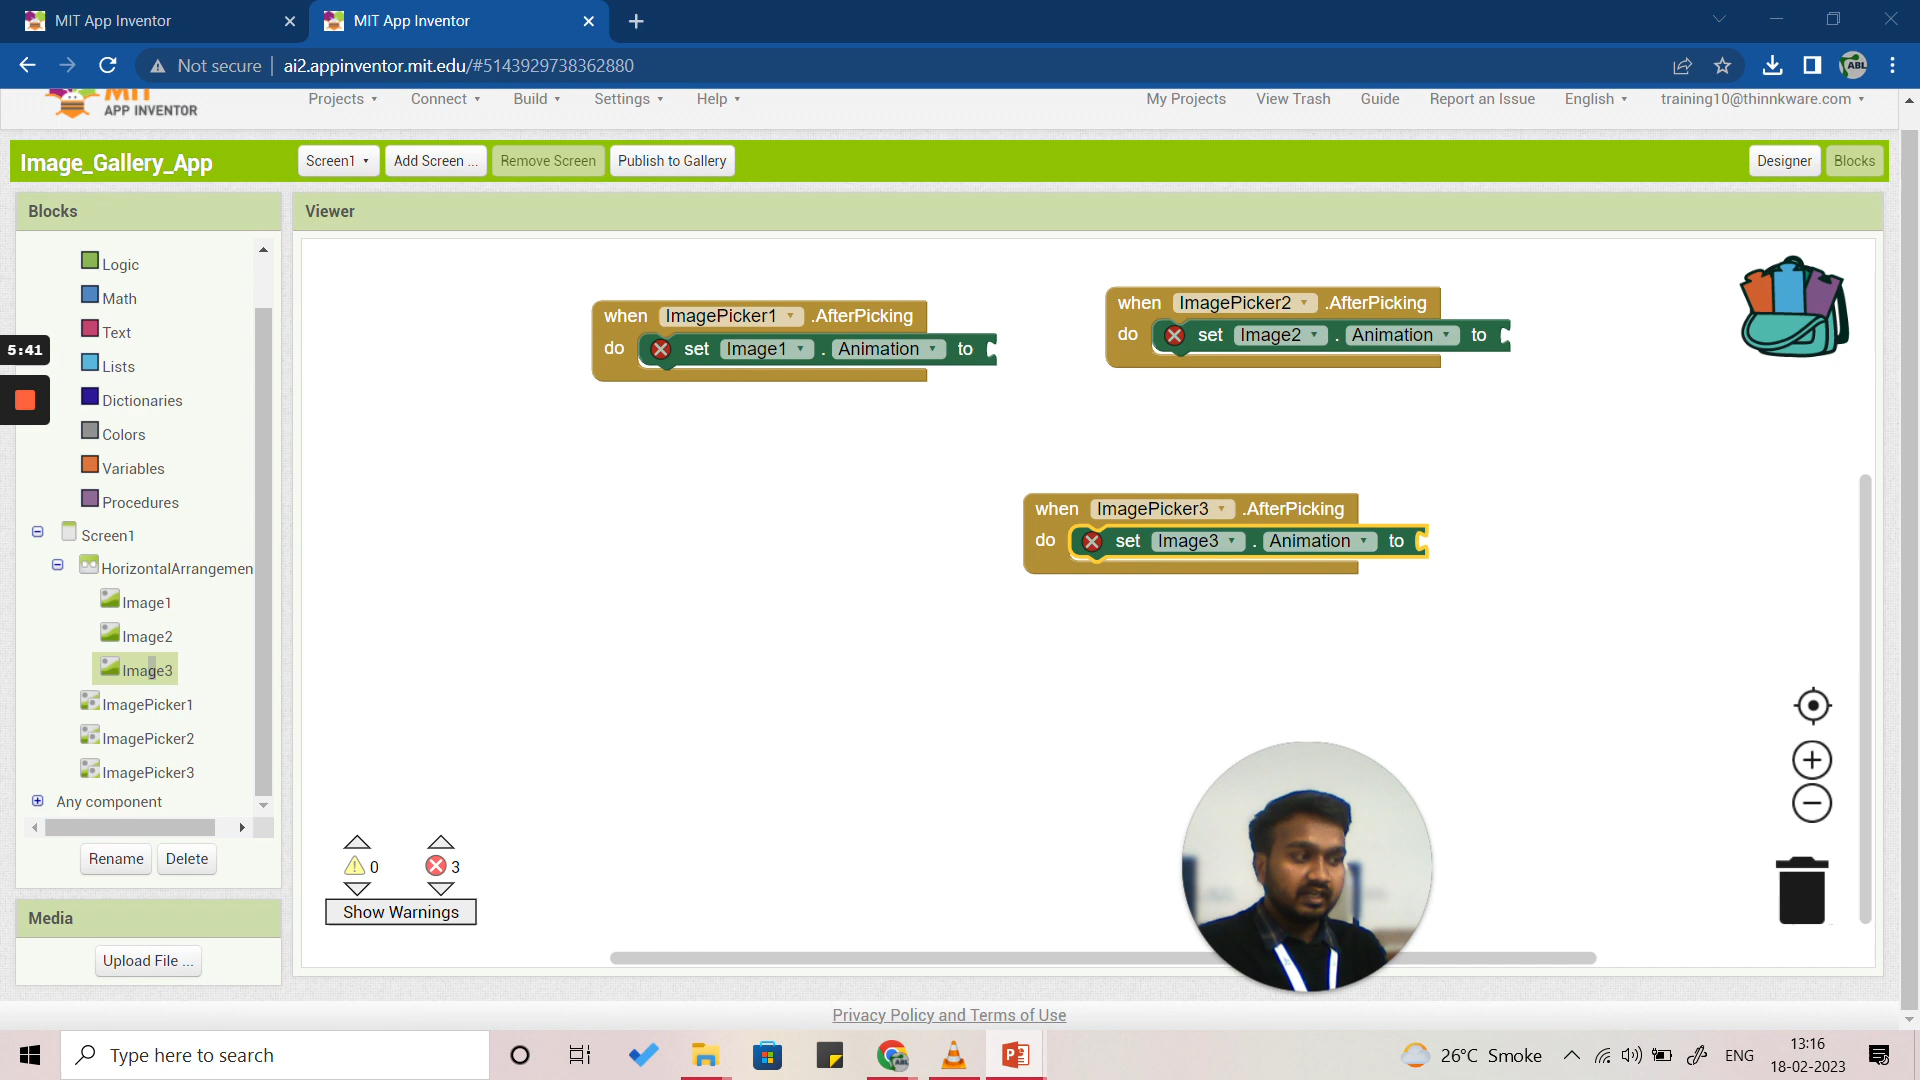 MIT App Inventor
MIT App Inventor
Not secure
ai2.appinventor.mit.edu/#5143929738362880
ABL
MIT
APP INVENTOR
Projects
Connect
Build
Settings
Help
My Projects
View Trash
Guide
Report an Issue
English
training10@thinnkware.com
Image_Gallery_App
Screen1
Add Screen ...
Remove Screen
Publish to Gallery
Designer
Blocks
Blocks
Viewer
Logic
Math
Text
Lists
Dictionaries
Colors
Variables
Procedures
Screen1
HorizontalArrangemen
Image1
Image2
Image3
ImagePicker1
ImagePicker2
ImagePicker3
Any component
Rename
Delete
Media
Upload File ...
5:41
when ImagePicker1 .AfterPicking
do set Image1 . Animation to
when ImagePicker2 .AfterPicking
do set Image2 . Animation to
when ImagePicker3 .AfterPicking
do set Image3 . Animation to
0
3
Show Warnings
Privacy Policy and Terms of Use
Type here to search
26°C Smoke
ENG
13:16
18-02-2023